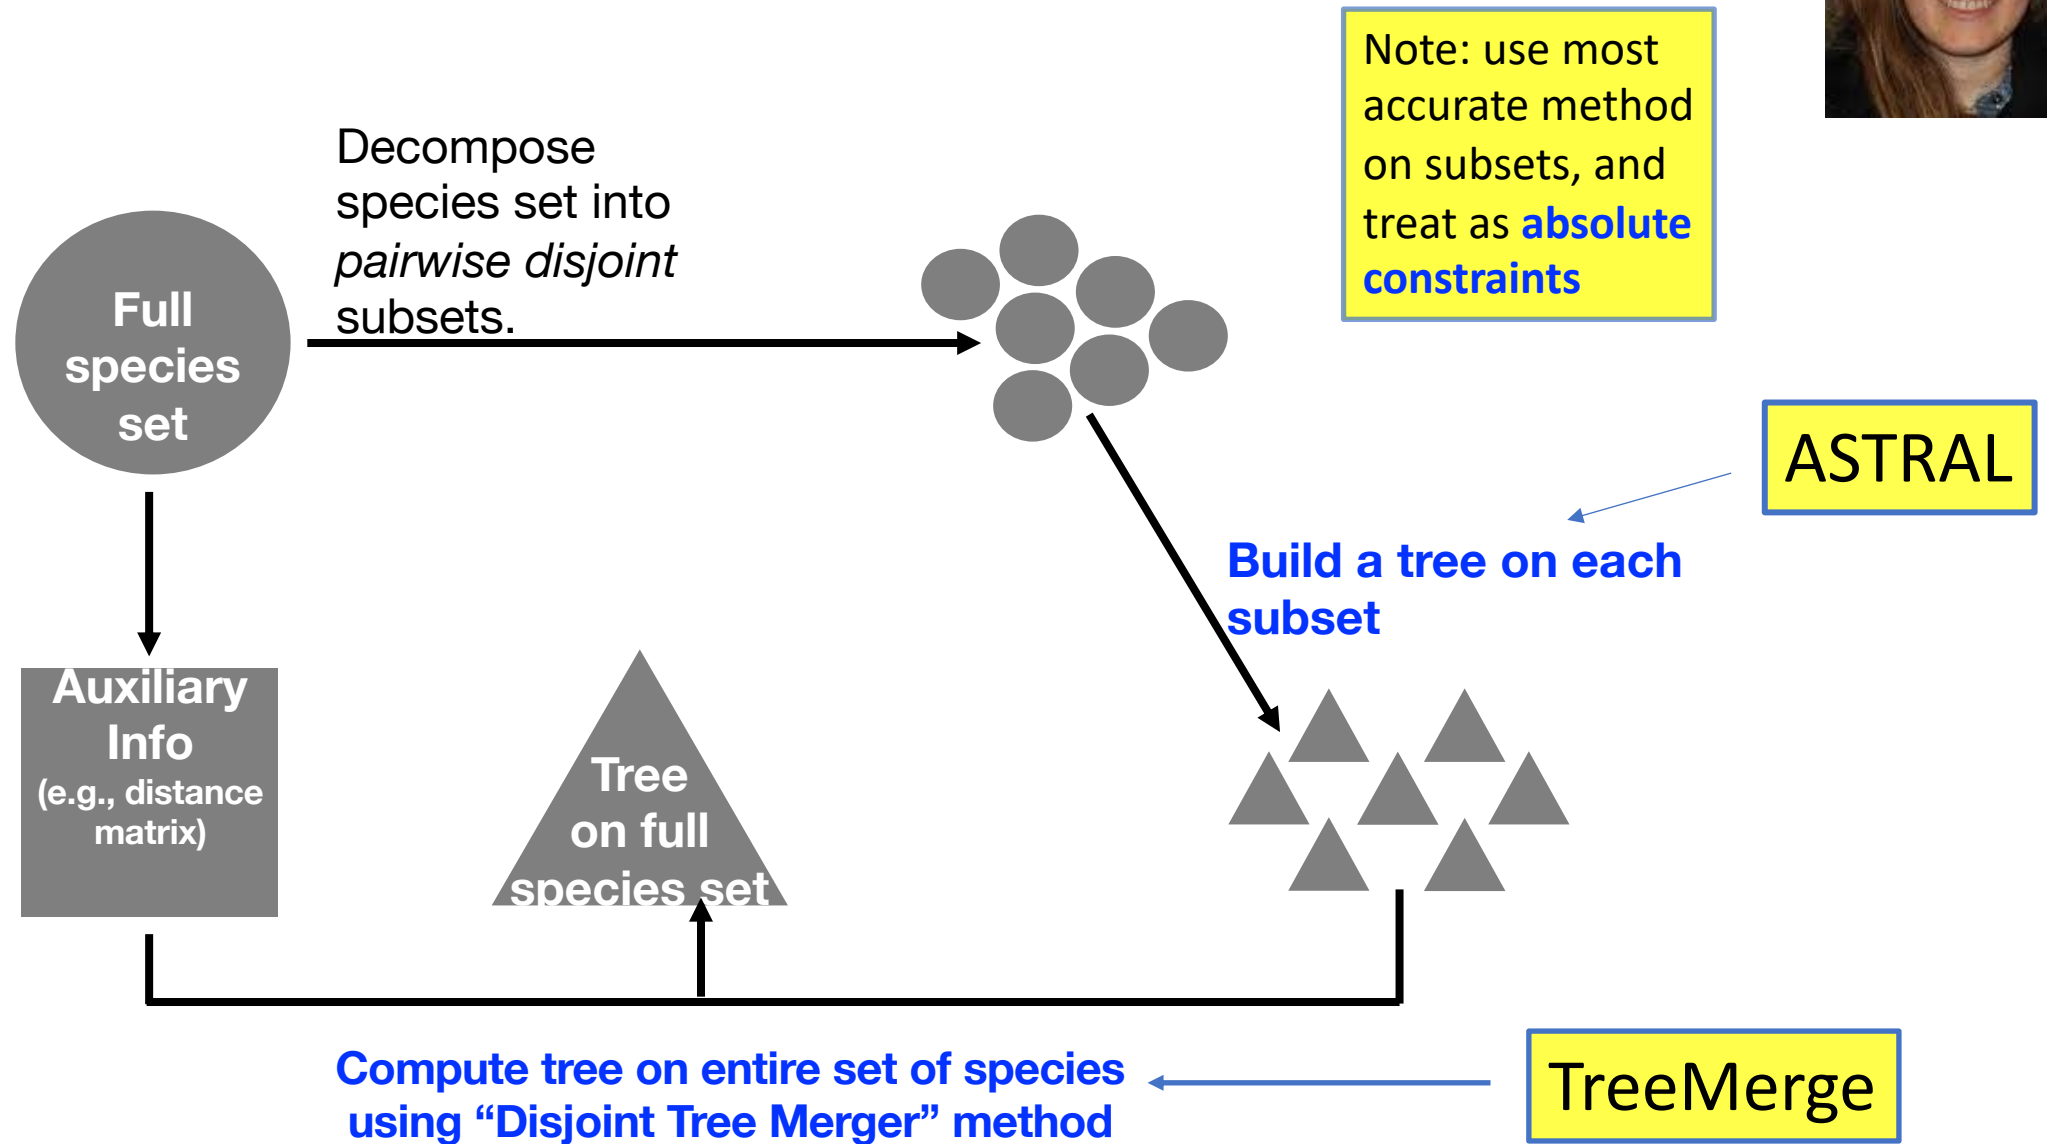 Note: use most
accurate method
on subsets, and
treat as absolute
constraints
Decompose
species set into
pairwise disjoint
subsets.
Full
species
set
ASTRAL
Build a tree on each
subset
Auxiliary
Info
(e.g., distance
matrix)
Tree
on full
species set
Compute tree on entire set of species
using “Disjoint Tree Merger” method
TreeMerge